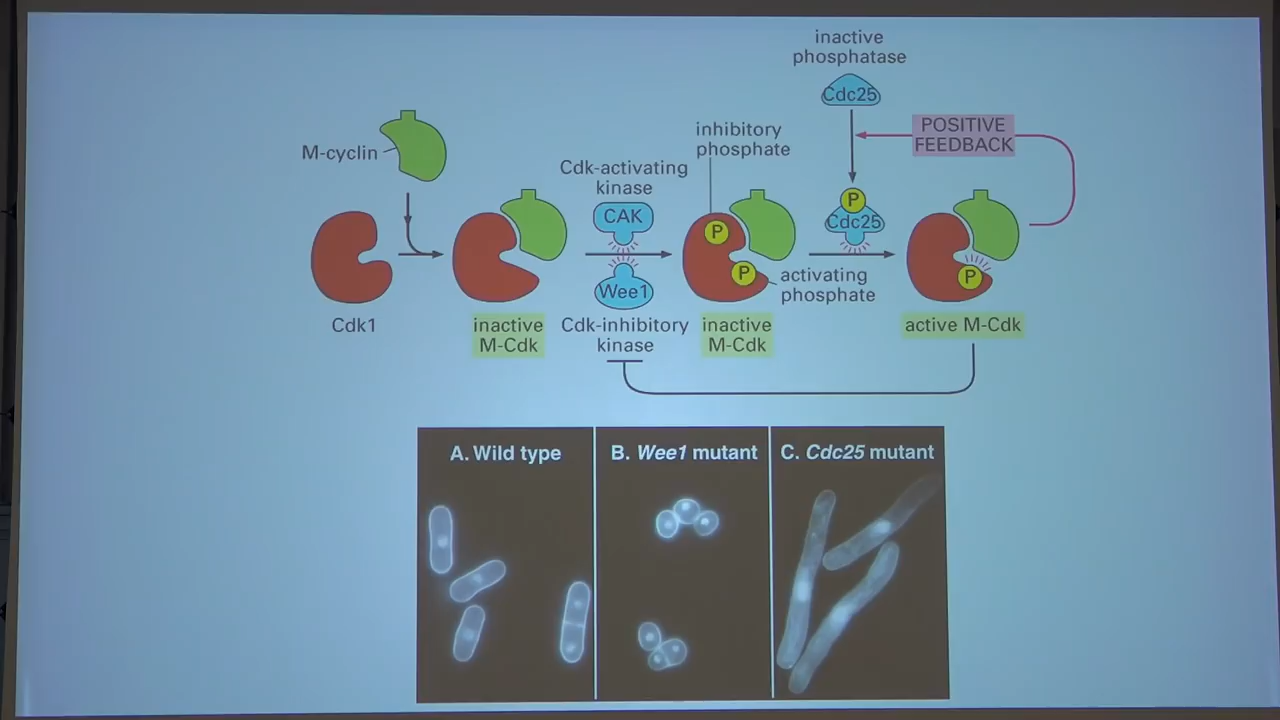 inactive
phosphatase
Cdc25
POSITIVE
FEEDBACK
M-cyclin
inhibitory
phosphate
Cdk-activating
kinase
CAK
P
P
Cdc25
P
P
Wee1
activating
phosphate
Cdk1
inactive
M-Cdk
Cdk-inhibitory
kinase
inactive
M-Cdk
active M-Cdk
A. Wild type
B. Wee1 mutant
C. Cdc25 mutant